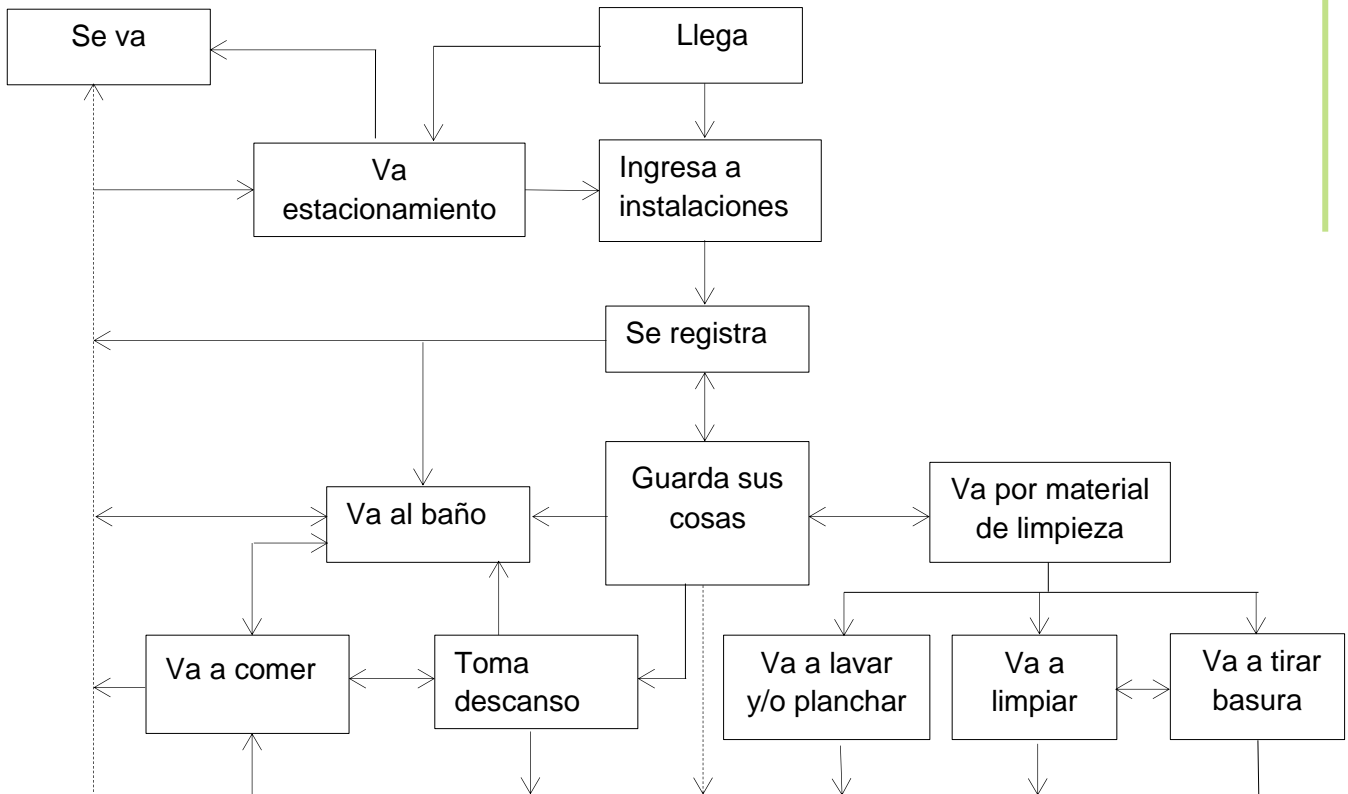 Se va
Llega
Va
estacionamiento
Ingresa a
instalaciones
Se registra
Guarda sus
cosas
Va al baño
Va por material
de limpieza
Va a comer
Toma
descanso
Va a lavar
y/o planchar
Va a
limpiar
Va a tirar
basura